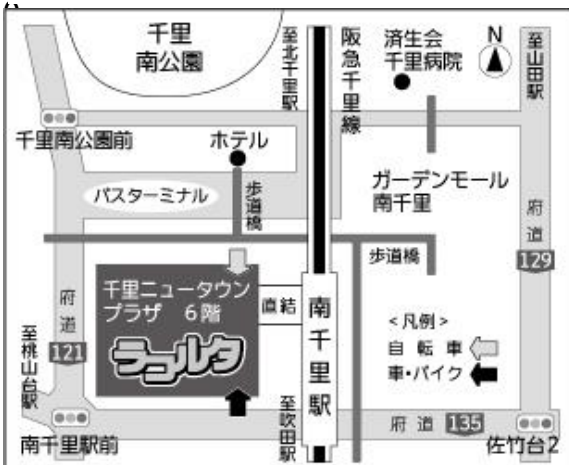 千里
南公園
至北千里駅
阪急千里線
済生会
千里病院
N
至山田駅
千里南公園前
ホテル
バスターミナル
歩道橋
ガーデンモール
南千里
府道
129
歩道橋
千里ニュータウン
プラザ 6階
ラコルタ
直結
南千里駅
<凡例>
自転車
車・バイク
府道
121
至桃山台駅
南千里駅前
至吹田駅
府道 135
佐竹台2